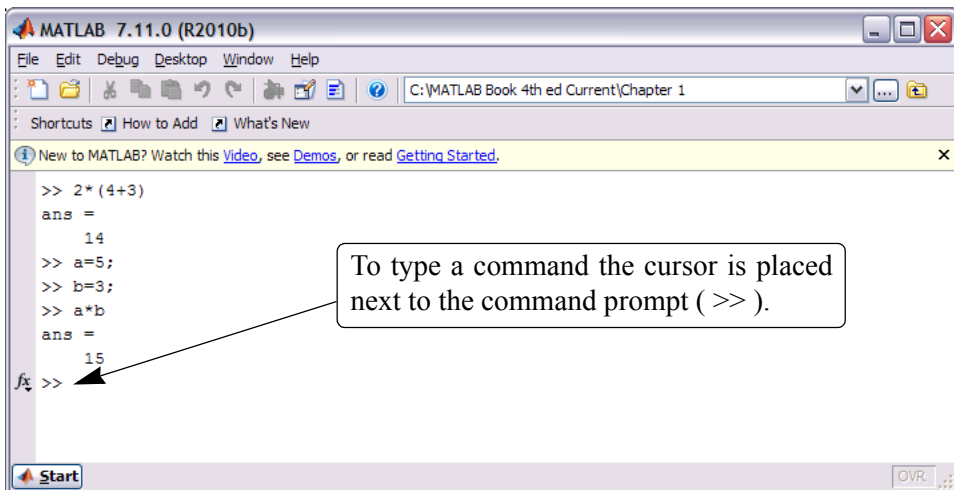 MATLAB 7.11.0 (R2010b)
File Edit Debug Desktop Window Help
C:\MATLAB Book 4th ed Current\Chapter 1
...
Shortcuts How to Add What's New
New to MATLAB? Watch this Video, see Demos, or read Getting Started.
>> 2*(4+3)
ans =
14
>> a=5;
>> b=3;
>> a*b
ans =
15
fx >>
To type a command the cursor is placed
next to the command prompt ( >> ).
Start
OVR